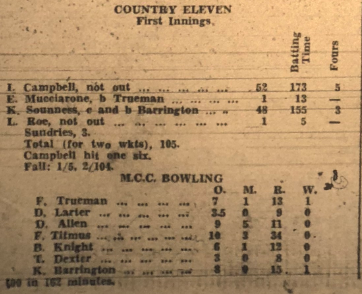 COUNTRY ELEVEN
First Innings.
Batting Time Fours
I. Campbell, not out ... ... ... ... 52 173 5
E. Mucciarone, b Trueman ... ... ... 1 13 —
K. Sounness, c and b Barrington ... 48 155 3
L. Roe, not out ... ... ... ... ... 1 5 —
Sundries, 3.
Total (for two wkts), 105.
Campbell hit one six.
Fall: 1/5, 2/104.
M.C.C. BOWLING
O. M. R. W.
F. Trueman ... ... ... ... 7 1 13 1
D. Larter ... ... ... ... 3.5 0 9 0
D. Allen ... ... ... ... 9 5 11 0
F. Titmus ... ... ... ... 10 3 34 0
B. Knight ... ... ... ... 6 1 12 0
T. Dexter ... ... ... ... 3 0 8 0
K. Barrington ... ... ... 0 15 1
in 162 minutes.